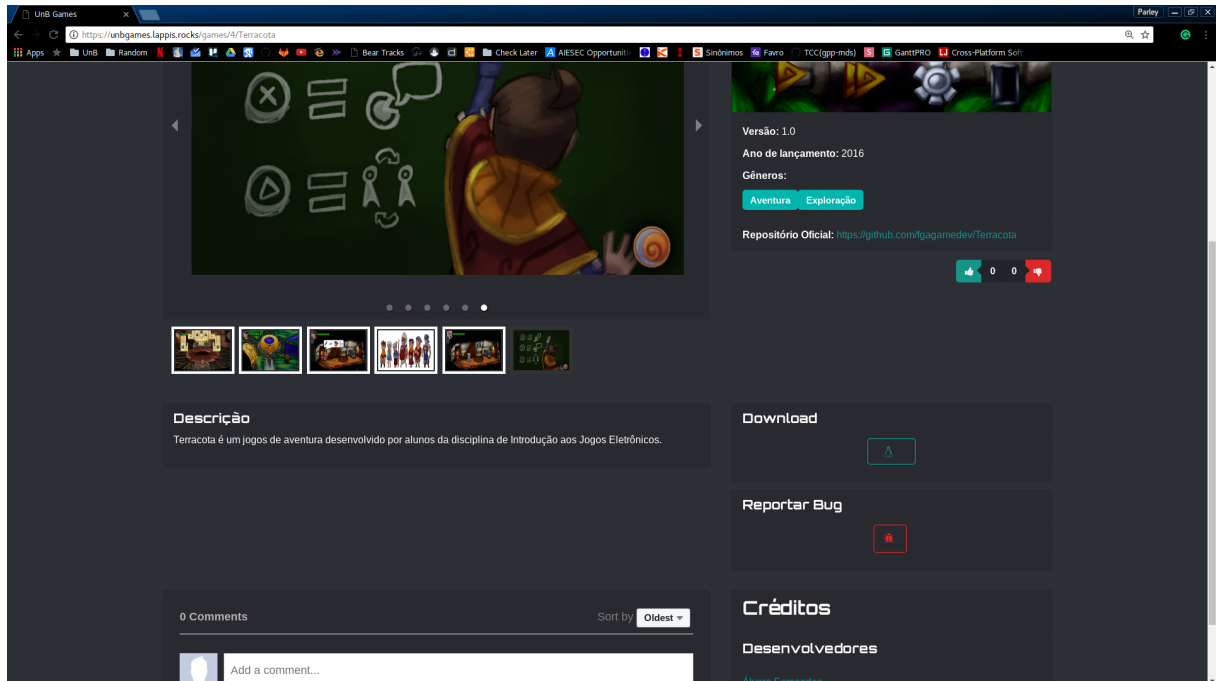 UnB Games
Parley
https://unbgames.lappis.rocks/games/4/Terracota
Apps
UnB
Random
Bear Tracks
Check Later
AIESEC Opportuniti
Sinônimos
Favro
TCC(gpp-mds)
GanttPRO
Cross-Platform Soft
Versão: 1.0
Ano de lançamento: 2016
Gêneros:
Aventura Exploração
Repositório Oficial: https://github.com/fgagamedev/Terracota
0 0
Descrição
Terracota é um jogos de aventura desenvolvido por alunos da disciplina de Introdução aos Jogos Eletrônicos.
Download
Reportar Bug
0 Comments
Sort by Oldest
Add a comment...
Créditos
Desenvolvedores